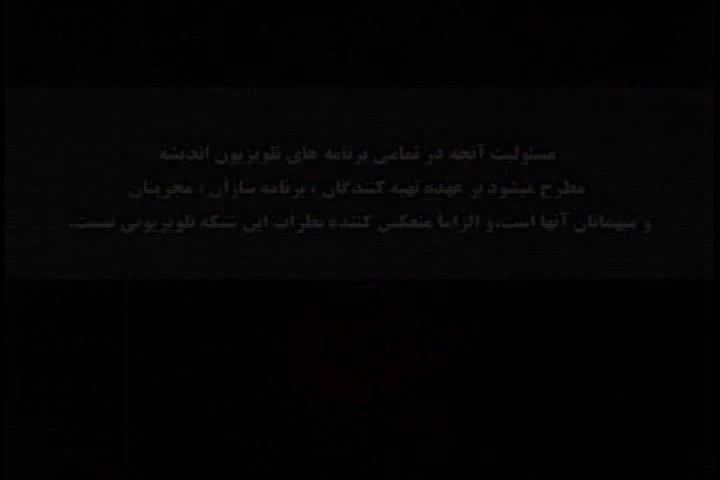 مسئولیت آنچه در تمامی برنامه های تلویزیون اندیشه
مطرح میشود بر عهده تهیه کنندگان ، برنامه سازان ، مجریان
و میهمانان آنها است.و الزاماً منعکس کننده نظرات این شبکه تلویزیونی نیست.